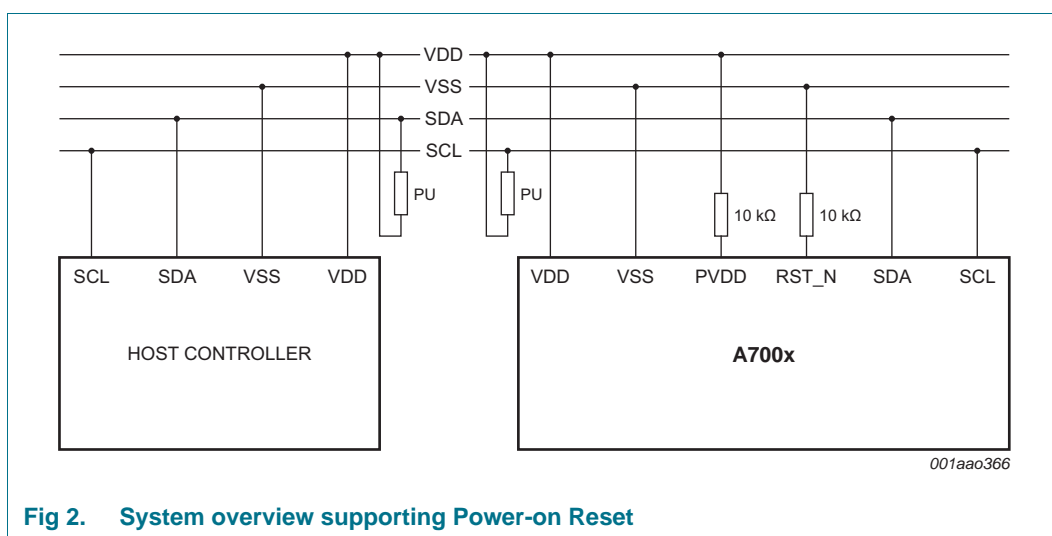 VDD
VSS
SDA
SCL
PU
PU
10 kΩ
10 kΩ
SCL SDA VSS VDD
VDD VSS PVDD RST_N SDA SCL
HOST CONTROLLER
A700x
001aao366
Fig 2. System overview supporting Power-on Reset